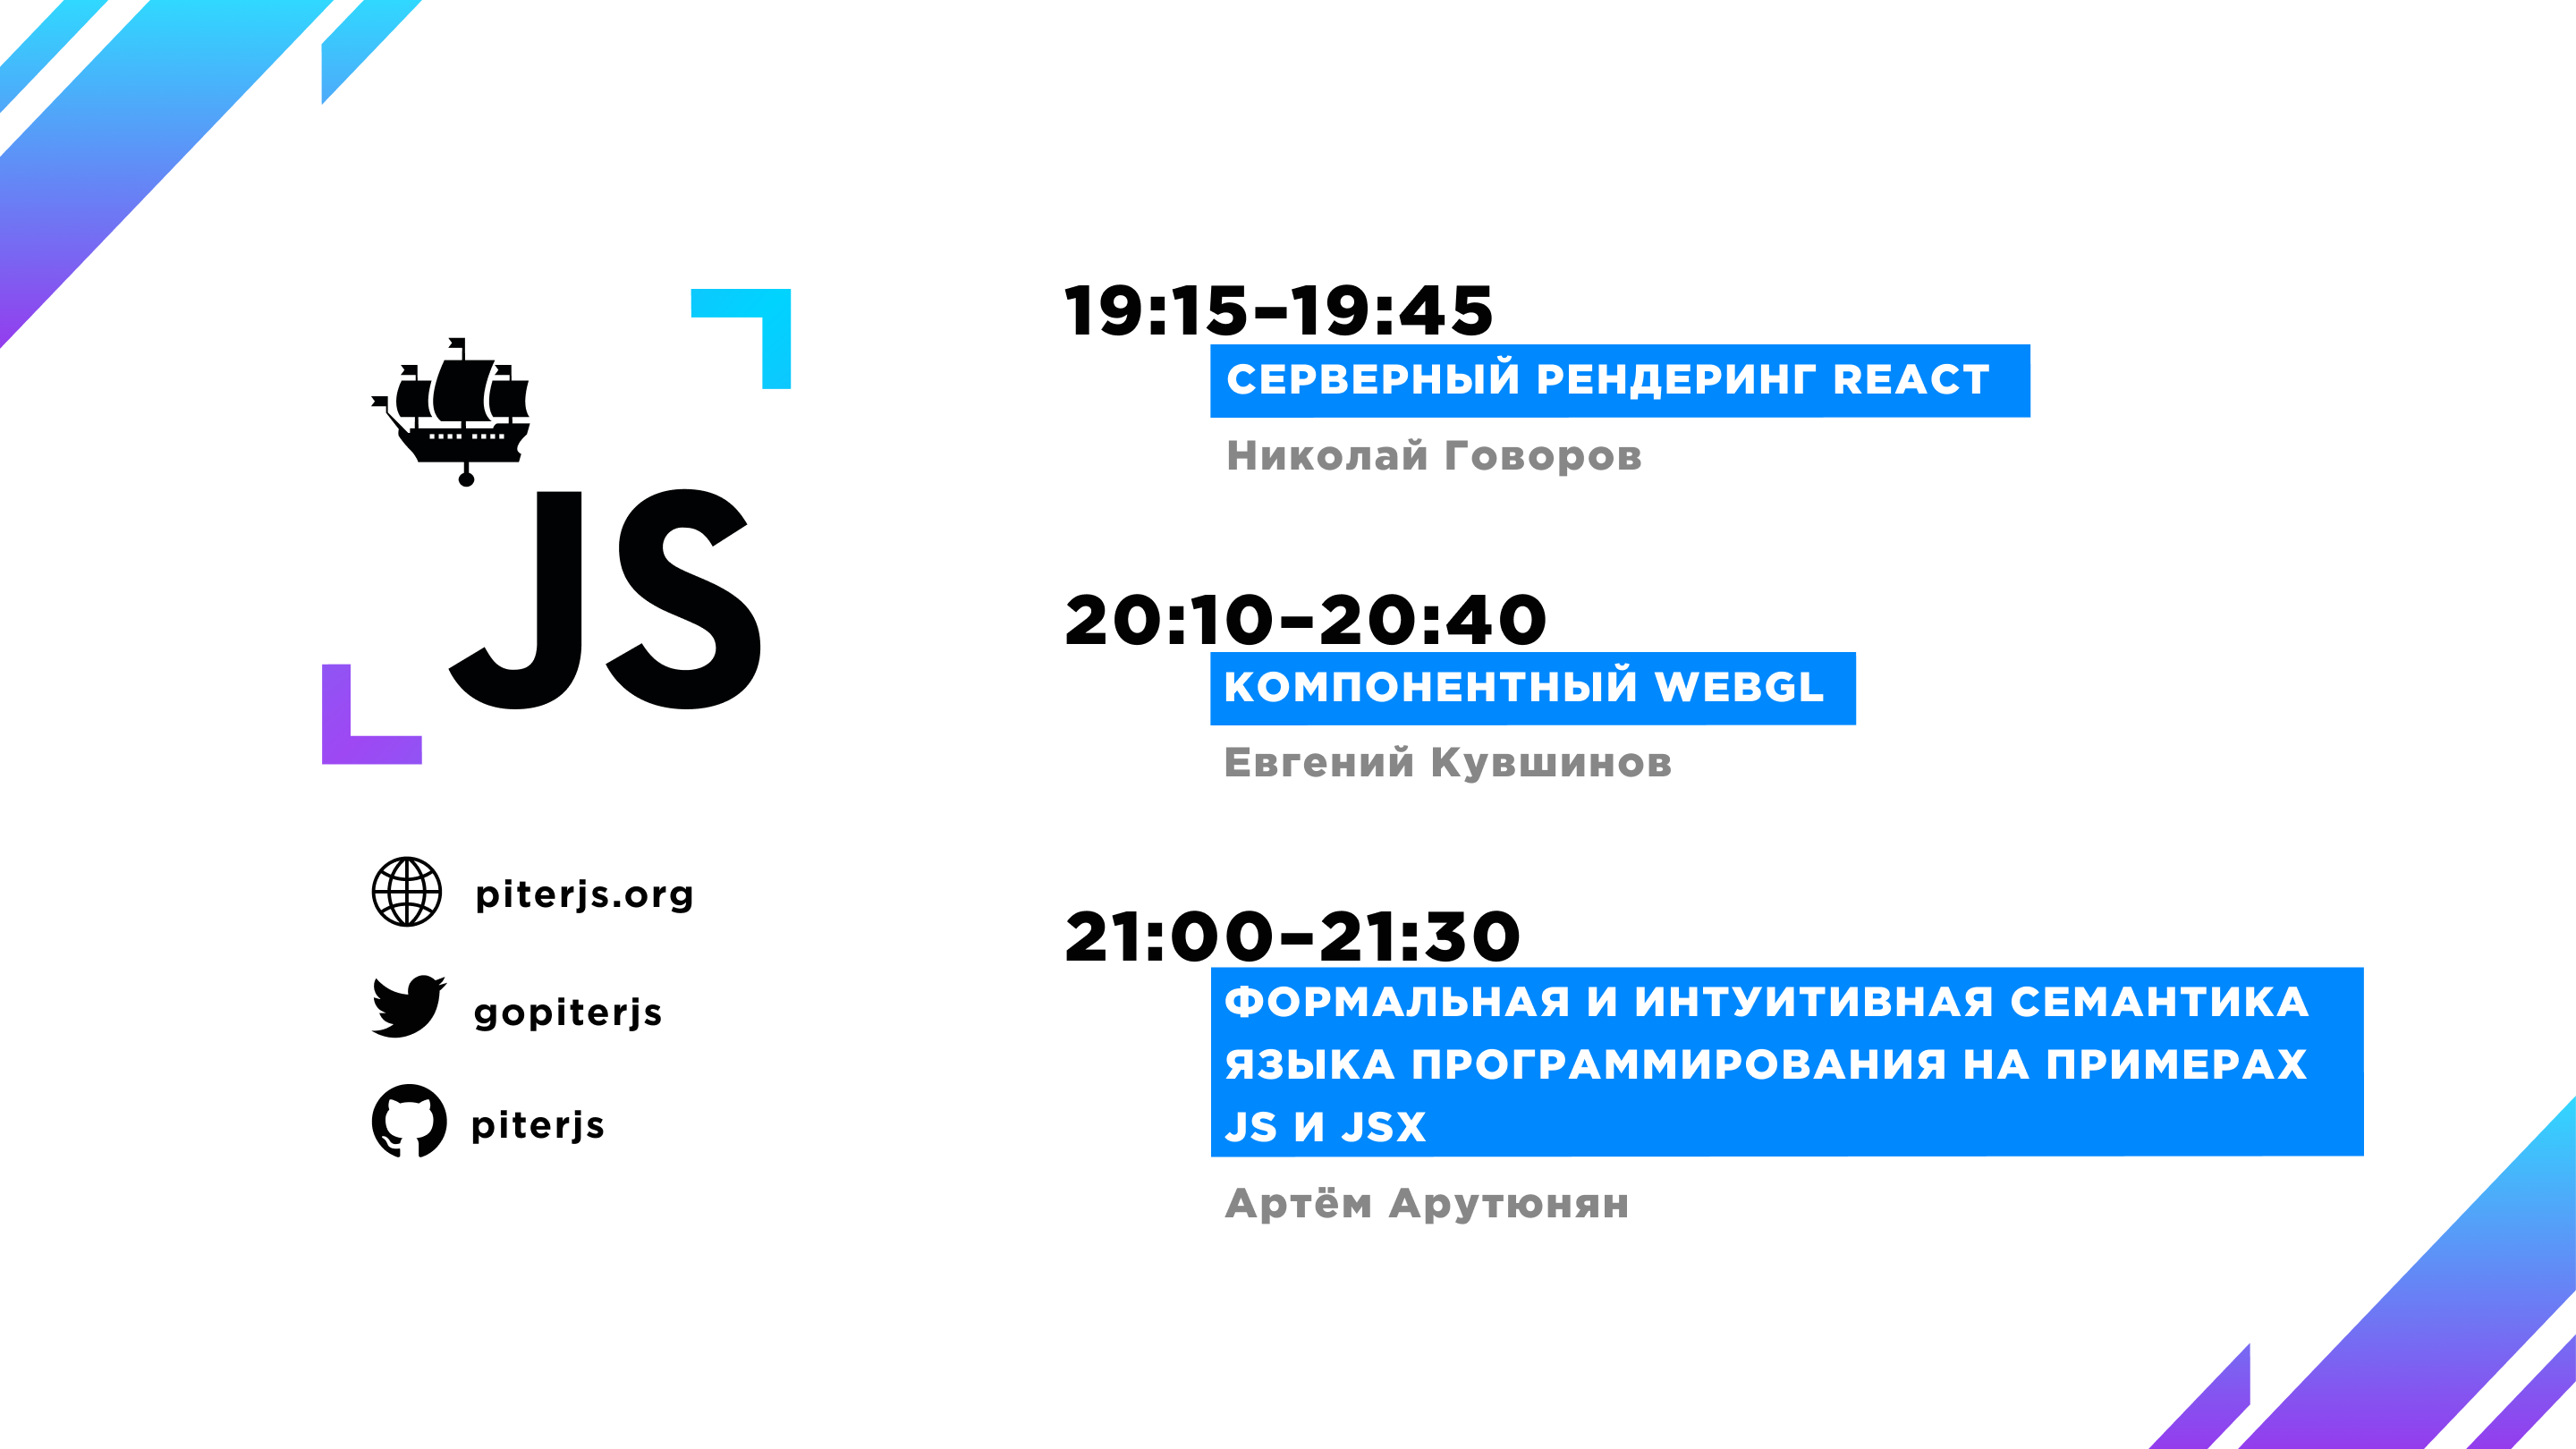 JS
piterjs.org
gopiterjs
piterjs
19:15–19:45
СЕРВЕРНЫЙ РЕНДЕРИНГ REACT
Николай Говоров
20:10–20:40
КОМПОНЕНТНЫЙ WEBGL
Евгений Кувшинов
21:00–21:30
ФОРМАЛЬНАЯ И ИНТУИТИВНАЯ СЕМАНТИКА
ЯЗЫКА ПРОГРАММИРОВАНИЯ НА ПРИМЕРАХ
JS И JSX
Артём Арутюнян